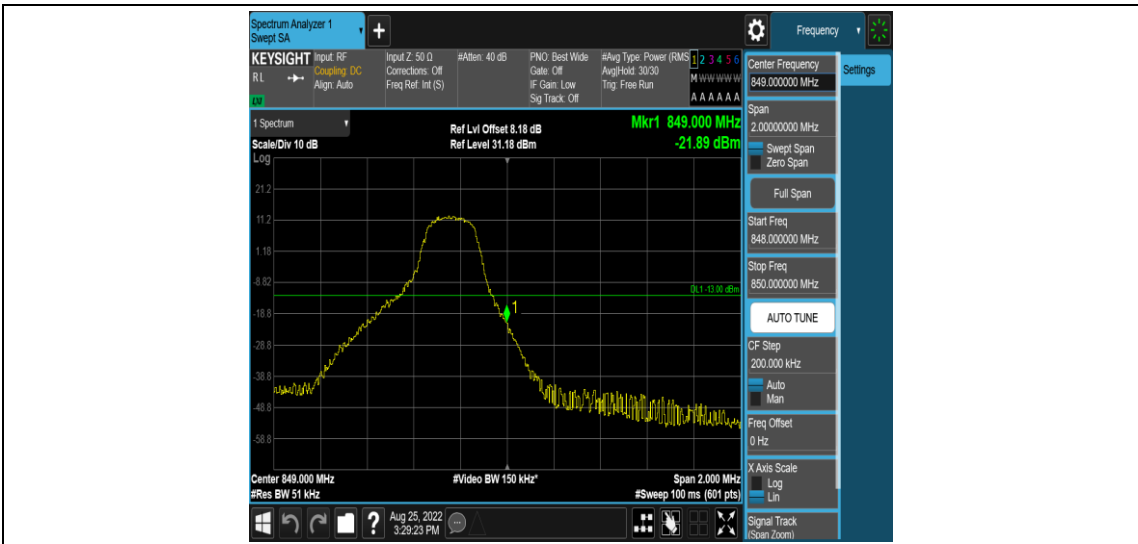 Spectrum Analyzer 1
Swept SA
+
Frequency
KEYSIGHT
R L
LXI
Input: RF
Coupling: DC
Align: Auto
Input Z: 50 Ω
Corrections: Off
Freq Ref: Int (S)
#Atten: 40 dB
PNO: Best Wide
Gate: Off
IF Gain: Low
Sig Track: Off
#Avg Type: Power (RMS
Avg|Hold: 30/30
Trig: Free Run
1 2 3 4 5 6
M W W W W W
A A A A A A
1 Spectrum
Scale/Div 10 dB
Log
Ref Lvl Offset 8.18 dB
Ref Level 31.18 dBm
Mkr1 849.000 MHz
-21.89 dBm
21.2
11.2
1.18
-8.82
-18.8
-28.8
-38.8
-48.8
-58.8
DL1 -13.00 dBm
1
Center 849.000 MHz
#Res BW 51 kHz
#Video BW 150 kHz*
Span 2.000 MHz
#Sweep 100 ms (601 pts)
?
Aug 25, 2022
3:29:23 PM
Center Frequency
849.000000 MHz
Settings
Span
2.00000000 MHz
Swept Span
Zero Span
Full Span
Start Freq
848.000000 MHz
Stop Freq
850.000000 MHz
AUTO TUNE
CF Step
200.000 kHz
Auto
Man
Freq Offset
0 Hz
X Axis Scale
Log
Lin
Signal Track
(Span Zoom)